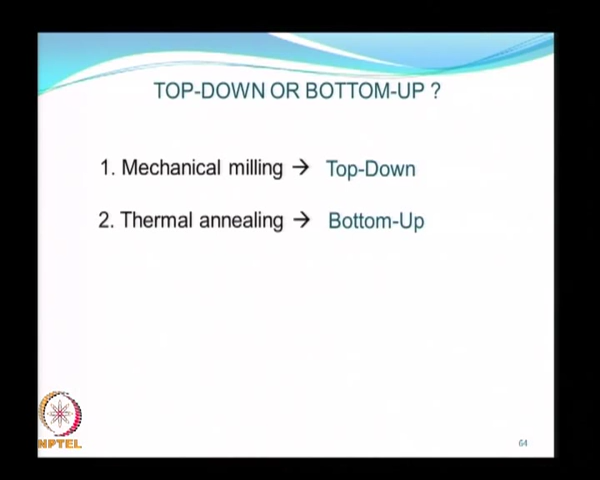 TOP-DOWN OR BOTTOM-UP ?
1. Mechanical milling → Top-Down
2. Thermal annealing → Bottom-Up
NPTEL
64